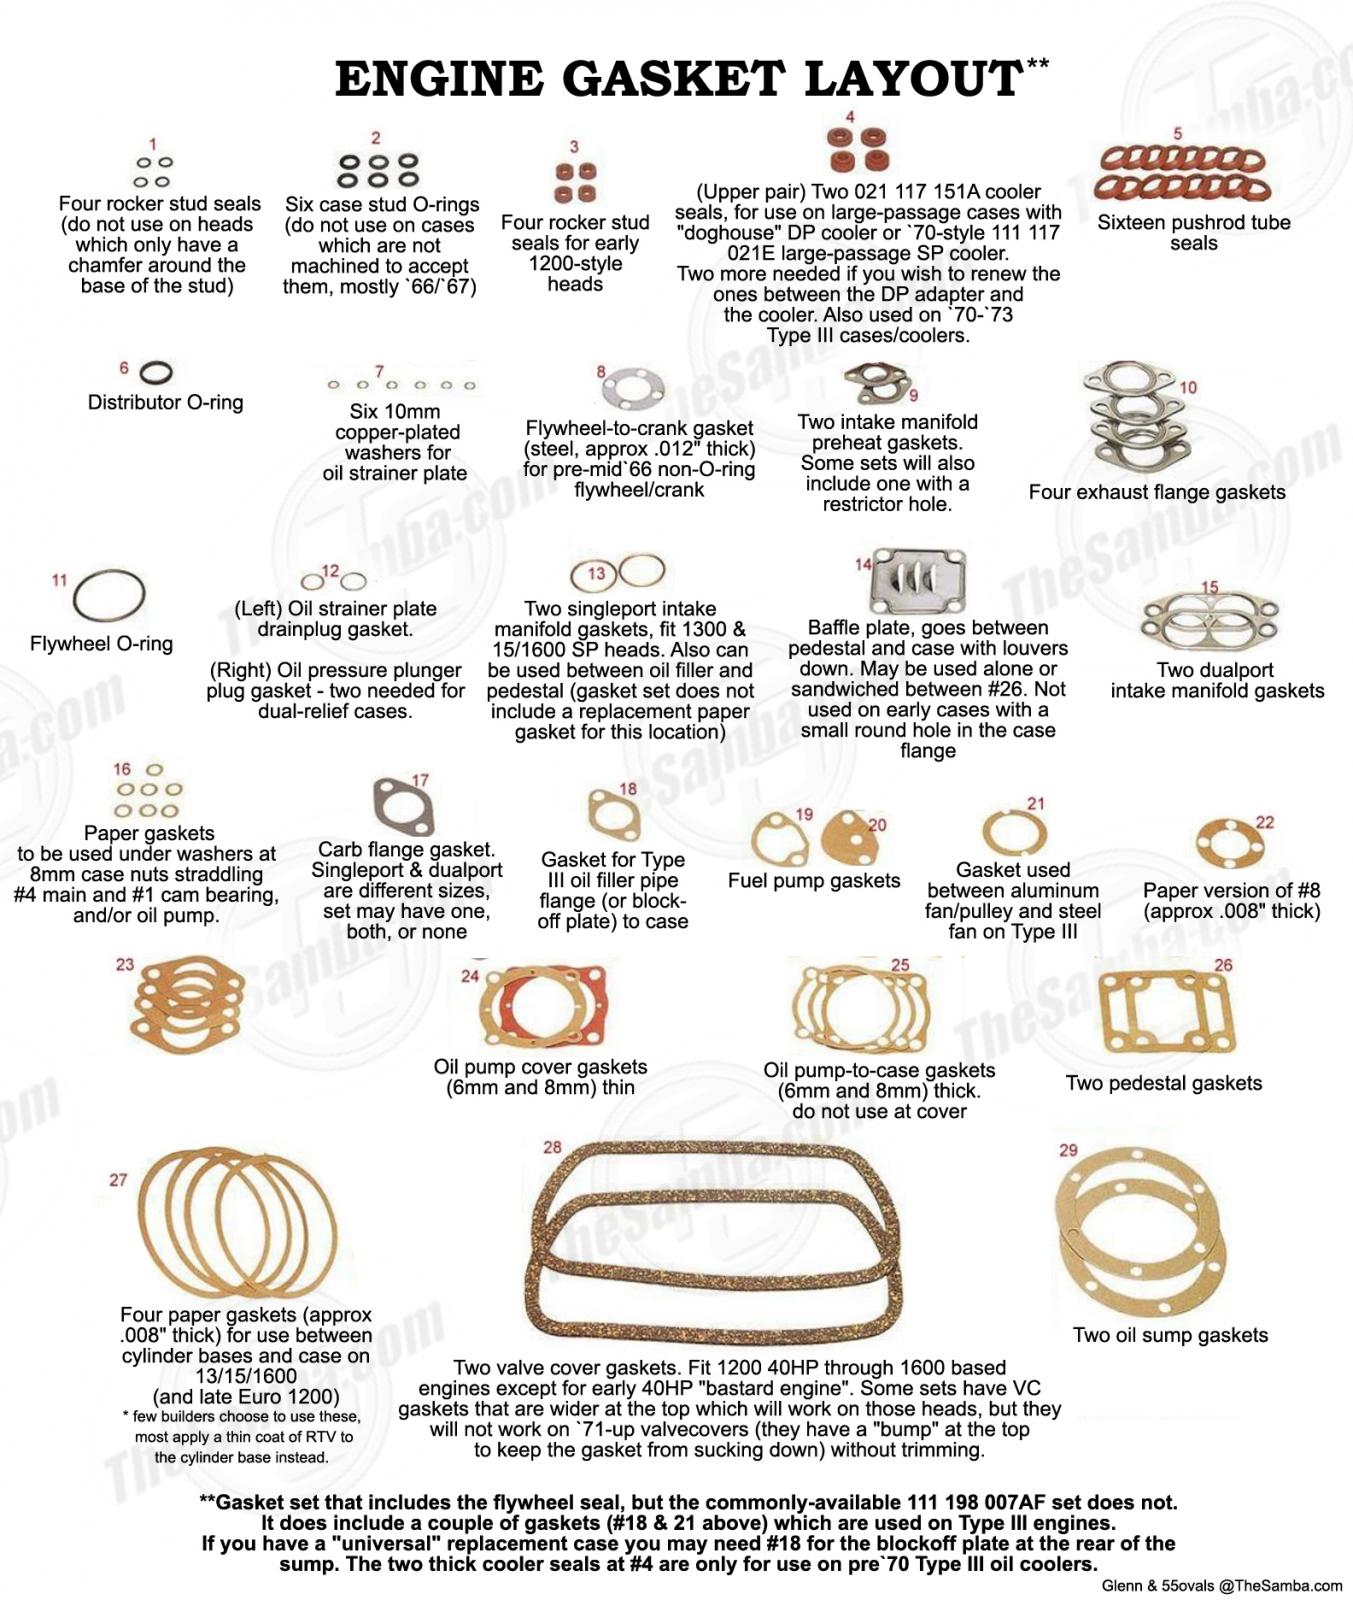 ENGINE GASKET LAYOUT**
1
Four rocker stud seals
(do not use on heads
which only have a
chamfer around the
base of the stud)
2
Six case stud O-rings
(do not use on cases
which are not
machined to accept
them, mostly `66/`67)
3
Four rocker stud
seals for early
1200-style
heads
4
(Upper pair) Two 021 117 151A cooler
seals, for use on large-passage cases with
"doghouse" DP cooler or `70-style 111 117
021E large-passage SP cooler.
Two more needed if you wish to renew the
ones between the DP adapter and
the cooler. Also used on `70-`73
Type III cases/coolers.
5
Sixteen pushrod tube
seals
6
Distributor O-ring
7
Six 10mm
copper-plated
washers for
oil strainer plate
8
Flywheel-to-crank gasket
(steel, approx .012" thick)
for pre-mid`66 non-O-ring
flywheel/crank
9
Two intake manifold
preheat gaskets.
Some sets will also
include one with a
restrictor hole.
10
Four exhaust flange gaskets
11
Flywheel O-ring
12
(Left) Oil strainer plate
drainplug gasket.
(Right) Oil pressure plunger
plug gasket - two needed for
dual-relief cases.
13
Two singleport intake
manifold gaskets, fit 1300 &
15/1600 SP heads. Also can
be used between oil filler and
pedestal (gasket set does not
include a replacement paper
gasket for this location)
14
Baffle plate, goes between
pedestal and case with louvers
down. May be used alone or
sandwiched between #26. Not
used on early cases with a
small round hole in the case
flange
15
Two dualport
intake manifold gaskets
16
Paper gaskets
to be used under washers at
8mm case nuts straddling
#4 main and #1 cam bearing,
and/or oil pump.
17
Carb flange gasket.
Singleport & dualport
are different sizes,
set may have one,
both, or none
18
Gasket for Type
III oil filler pipe
flange (or block-
off plate) to case
19
20
Fuel pump gaskets
21
Gasket used
between aluminum
fan/pulley and steel
fan on Type III
22
Paper version of #8
(approx .008" thick)
23
24
Oil pump cover gaskets
(6mm and 8mm) thin
25
Oil pump-to-case gaskets
(6mm and 8mm) thick.
do not use at cover
26
Two pedestal gaskets
27
Four paper gaskets (approx
.008" thick) for use between
cylinder bases and case on
13/15/1600
(and late Euro 1200)
* few builders choose to use these,
most apply a thin coat of RTV to
the cylinder base instead.
28
Two valve cover gaskets. Fit 1200 40HP through 1600 based
engines except for early 40HP "bastard engine". Some sets have VC
gaskets that are wider at the top which will work on those heads, but they
will not work on `71-up valvecovers (they have a "bump" at the top
to keep the gasket from sucking down) without trimming.
29
Two oil sump gaskets
**Gasket set that includes the flywheel seal, but the commonly-available 111 198 007AF set does not.
It does include a couple of gaskets (#18 & 21 above) which are used on Type III engines.
If you have a "universal" replacement case you may need #18 for the blockoff plate at the rear of the
sump. The two thick cooler seals at #4 are only for use on pre`70 Type III oil coolers.
Glenn & 55ovals @TheSamba.com